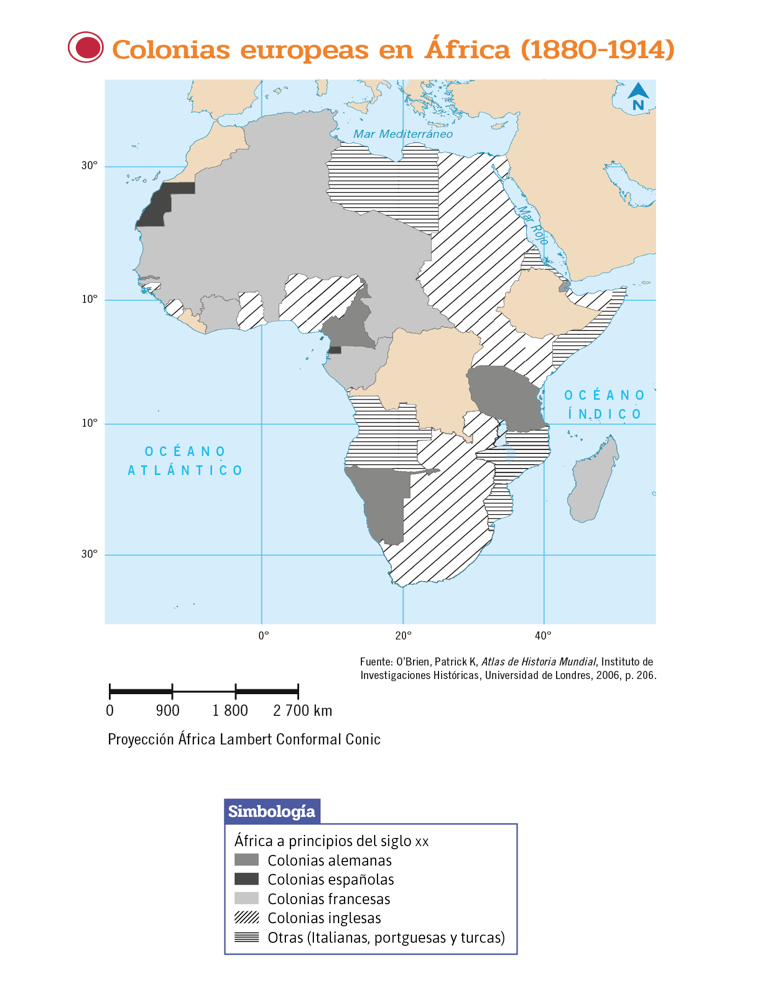 Colonias europeas en África (1880-1914)
N
Mar Mediterráneo
30°
Mar Rojo
10°
OCÉANO
ÍNDICO
10°
OCÉANO
ATLÁNTICO
30°
0°
20°
40°
Fuente: O’Brien, Patrick K, Atlas de Historia Mundial, Instituto de
Investigaciones Históricas, Universidad de Londres, 2006, p. 206.
0 900 1 800 2 700 km
Proyección África Lambert Conformal Conic
Simbología
África a principios del siglo xx
Colonias alemanas
Colonias españolas
Colonias francesas
Colonias inglesas
Otras (Italianas, portguesas y turcas)